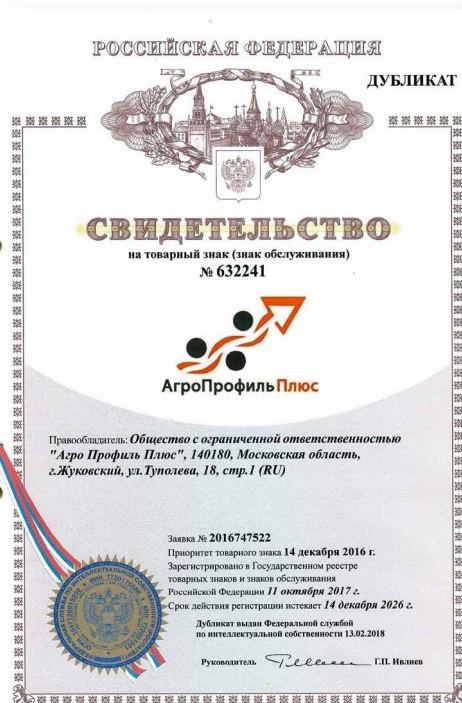 РОССИЙСКАЯ ФЕДЕРАЦИЯ
ДУБЛИКАТ
СВИДЕТЕЛЬСТВО
на товарный знак (знак обслуживания)
№ 632241
АгроПрофильПлюс
Правообладатель: Общество с ограниченной ответственностью
"Агро Профиль Плюс", 140180, Московская область,
г.Жуковский, ул.Туполева, 18, стр.1 (RU)
Заявка № 2016747522
Приоритет товарного знака 14 декабря 2016 г.
Зарегистрировано в Государственном реестре
товарных знаков и знаков обслуживания
Российской Федерации 11 октября 2017 г.
Срок действия регистрации истекает 14 декабря 2026 г.
Дубликат выдан Федеральной службой
по интеллектуальной собственности 13.02.2018
Руководитель Г.П. Ивлиев